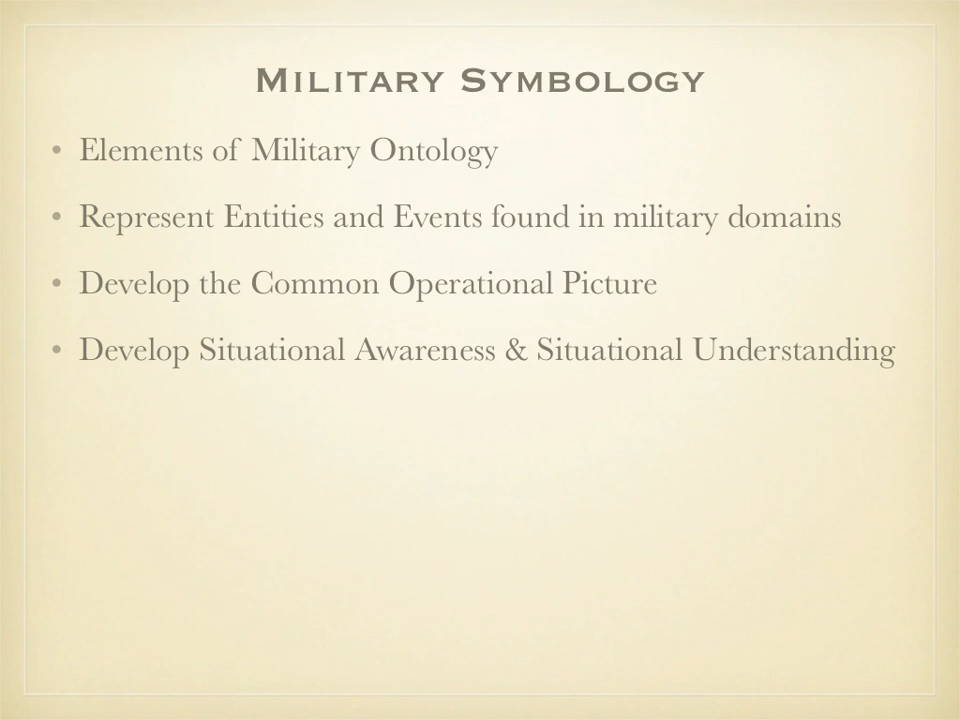 Military Symbology
• Elements of Military Ontology
• Represent Entities and Events found in military domains
• Develop the Common Operational Picture
• Develop Situational Awareness & Situational Understanding